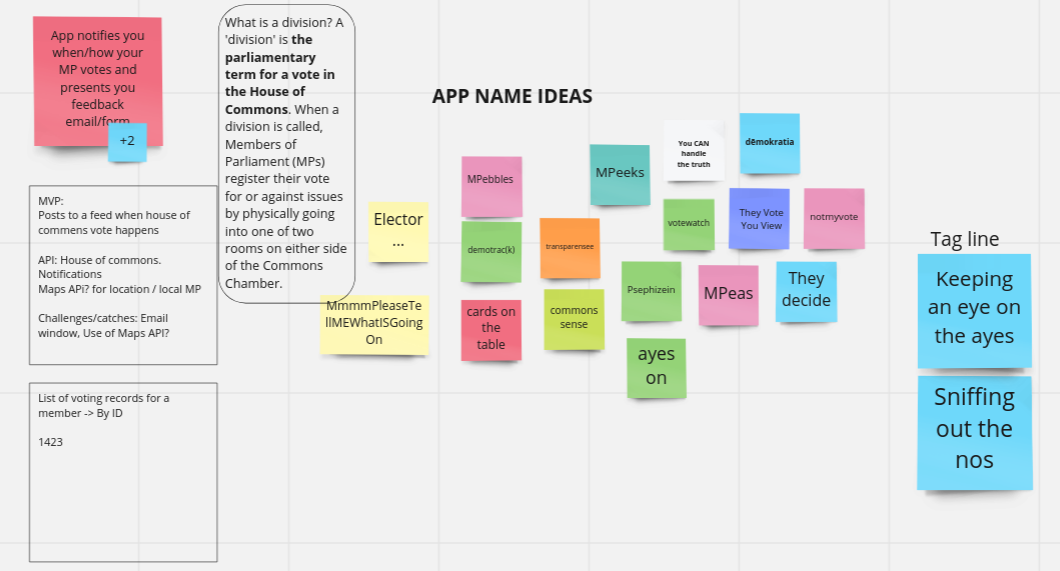 App notifies you
when/how your
MP votes and
presents you
feedback
email/form
+2
What is a division? A
'division' is the
parliamentary
term for a vote in
the House of
Commons. When a
division is called,
Members of
Parliament (MPs)
register their vote
for or against issues
by physically going
into one of two
rooms on either side
of the Commons
Chamber.
MVP:
Posts to a feed when house of
commens vote happens
API: House of commons.
Notifications
Maps APi? for location / local MP
Challenges/catches: Email
window, Use of Maps API?
List of voting records for a
member -> By ID
1423
APP NAME IDEAS
Elector
...
MmmmPleaseTe
llMEWhatISGoing
On
MPebbles
demotrac(k)
cards on
the
table
transparensee
commons
sense
MPeeks
You CAN
handle
the truth
dēmokratia
votewatch
They Vote
You View
notmyvote
Psephizein
MPeas
They
decide
ayes
on
Tag line
Keeping
an eye on
the ayes
Sniffing
out the
nos